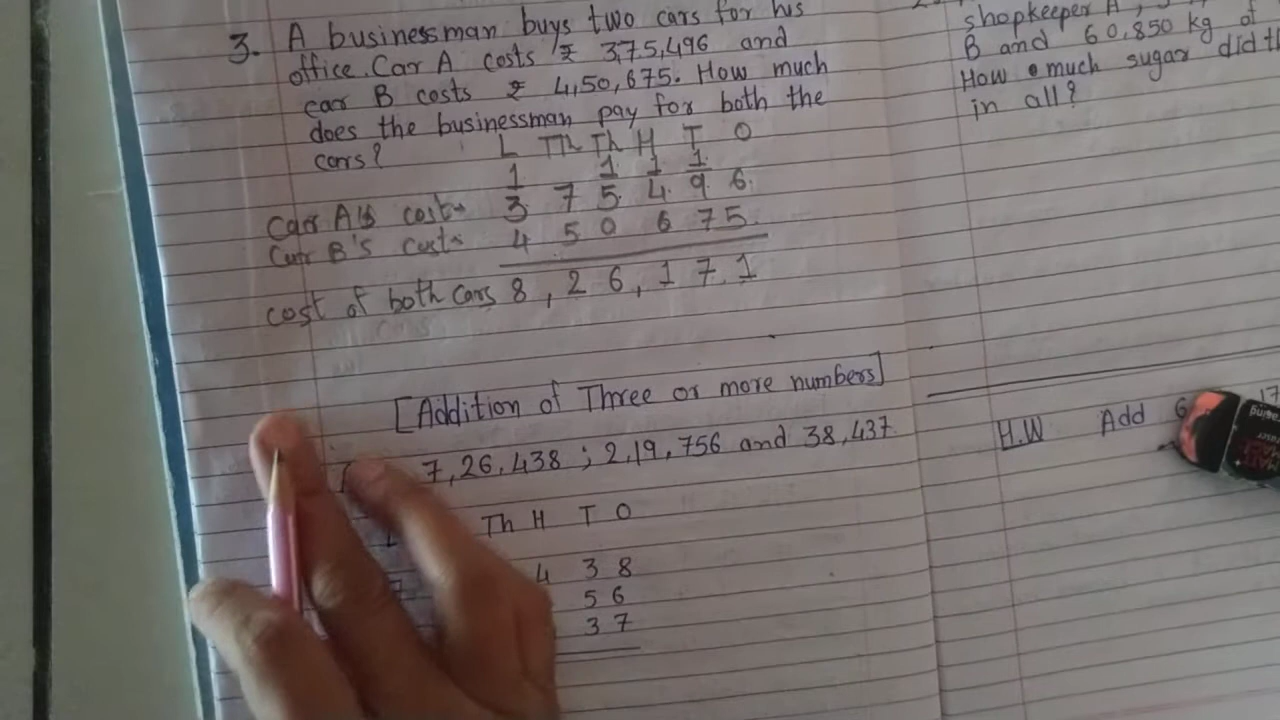 3. A businessman buys two cars for his
office. Car A costs ₹ 3,75,496 and
car B costs ₹ 4,50,675. How much
does the businessman pay for both the
cars?
L TTh Th H T O
1 1 1 1
Car A's cost- 3 7 5 4 9 6
Car B'S cost- 4 5 0 6 7 5
cost of both cars 8,2 6,1 7 1
[Addition of Three or more numbers]
7,26,438 ; 2,19,756 and 38,437
Th H T O
4 3 8
5 6
3 7
shopkeeper A,
B and 60,850 kg of
How much sugar did
in all?
H.W Add 6
17